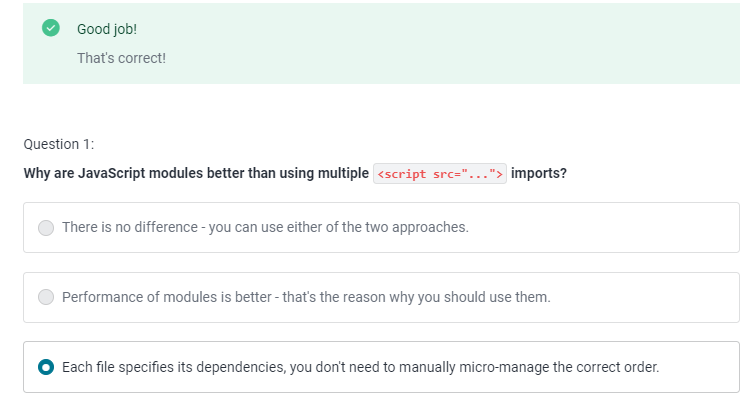 Good job!
That's correct!
Question 1:
Why are JavaScript modules better than using multiple <script src="..."> imports?
There is no difference - you can use either of the two approaches.
Performance of modules is better - that's the reason why you should use them.
Each file specifies its dependencies, you don't need to manually micro-manage the correct order.